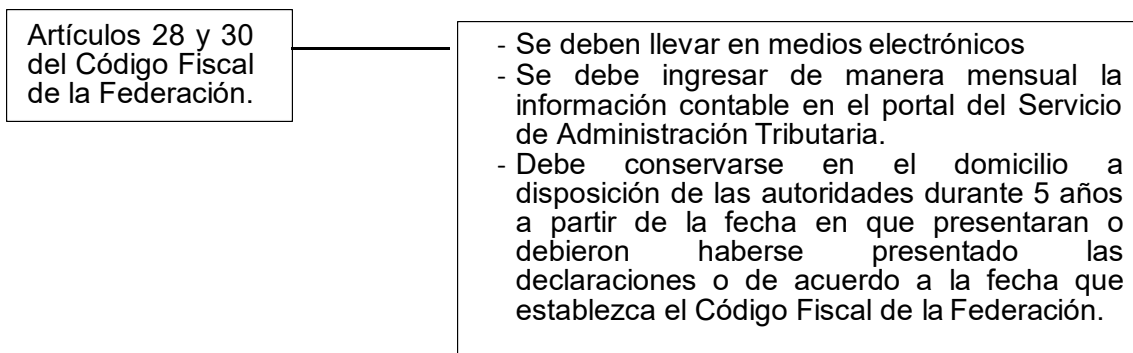 Artículos 28 y 30
del Código Fiscal
de la Federación.
- Se deben llevar en medios electrónicos
- Se debe ingresar de manera mensual la
información contable en el portal del Servicio
de Administración Tributaria.
- Debe conservarse en el domicilio a
disposición de las autoridades durante 5 años
a partir de la fecha en que presentaran o
debieron haberse presentado las
declaraciones o de acuerdo a la fecha que
establezca el Código Fiscal de la Federación.